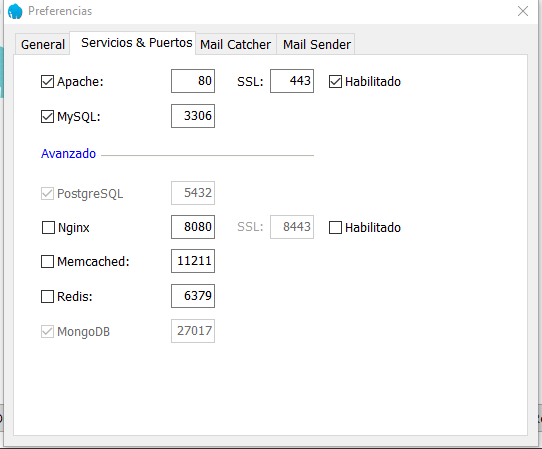 Preferencias
General Servicios & Puertos Mail Catcher Mail Sender
Apache: 80 SSL: 443 Habilitado
MySQL: 3306
Avanzado
PostgreSQL 5432
Nginx 8080 SSL: 8443 Habilitado
Memcached: 11211
Redis: 6379
MongoDB 27017